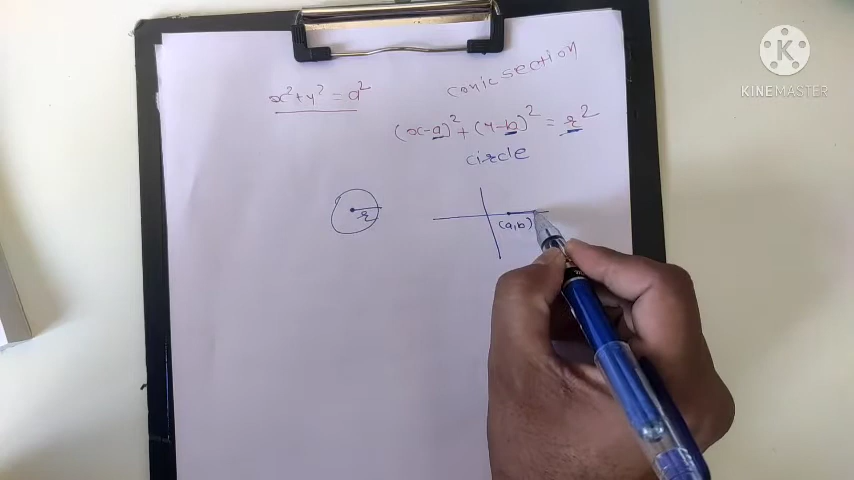 conic section
x²+y²=a²
(x-a)²+(y-b)²=r²
circle
r
(a,b)
K
KINEMASTER